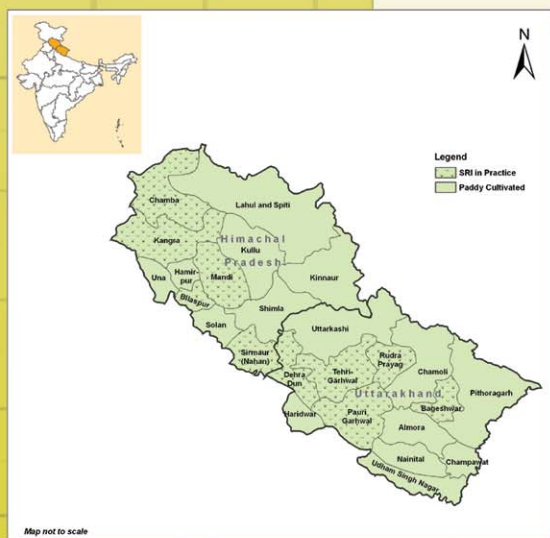 N
Legend
SRI in Practice
Paddy Cultivated
Chamba
Lahul and Spiti
Kangra
Himachal
Kullu
Pradesh
Una
Hamir-
pur
Mandi
Kinnaur
Bilaspur
Shimla
Solan
Uttarkashi
Sirmaur
(Nahan)
Rudra
Prayag
Dehra
Dun
Tehri-
Garhwal
Chamoli
Uttarakhand
Pithoragarh
Haridwar
Pauri
Garhwal
Bageshwar
Almora
Nainital
Champawat
Udham Singh Nagar
Map not to scale